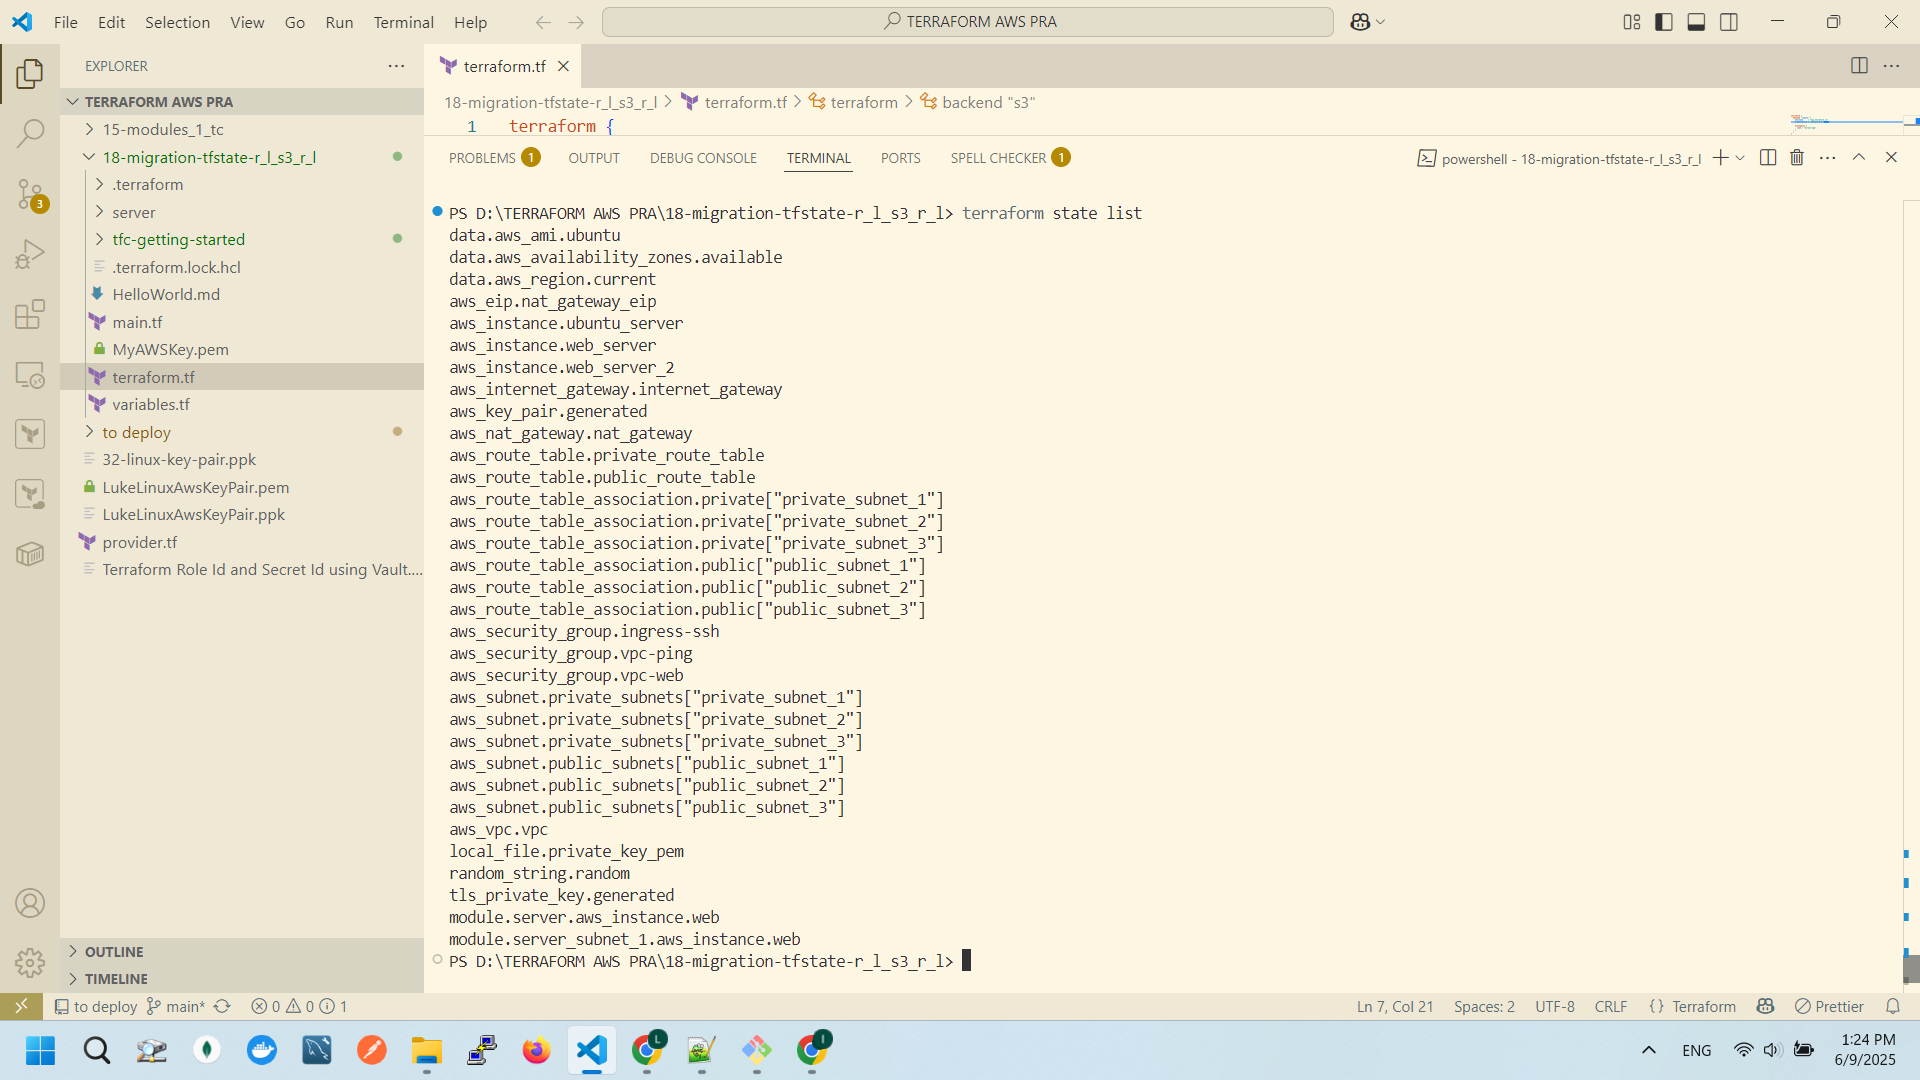 File Edit Selection View Go Run Terminal Help
TERRAFORM AWS PRA
EXPLORER
TERRAFORM AWS PRA
15-modules_1_tc
18-migration-tfstate-r_l_s3_r_l
.terraform
server
tfc-getting-started
.terraform.lock.hcl
HelloWorld.md
main.tf
MyAWSKey.pem
terraform.tf
variables.tf
to deploy
32-linux-key-pair.ppk
LukeLinuxAwsKeyPair.pem
LukeLinuxAwsKeyPair.ppk
provider.tf
Terraform Role Id and Secret Id using Vault....
OUTLINE
TIMELINE
3
terraform.tf
18-migration-tfstate-r_l_s3_r_l > terraform.tf > terraform > backend "s3"
1 terraform {
PROBLEMS 1 OUTPUT DEBUG CONSOLE TERMINAL PORTS SPELL CHECKER 1
powershell - 18-migration-tfstate-r_l_s3_r_l
PS D:\TERRAFORM AWS PRA\18-migration-tfstate-r_l_s3_r_l> terraform state list
data.aws_ami.ubuntu
data.aws_availability_zones.available
data.aws_region.current
aws_eip.nat_gateway_eip
aws_instance.ubuntu_server
aws_instance.web_server
aws_instance.web_server_2
aws_internet_gateway.internet_gateway
aws_key_pair.generated
aws_nat_gateway.nat_gateway
aws_route_table.private_route_table
aws_route_table.public_route_table
aws_route_table_association.private["private_subnet_1"]
aws_route_table_association.private["private_subnet_2"]
aws_route_table_association.private["private_subnet_3"]
aws_route_table_association.public["public_subnet_1"]
aws_route_table_association.public["public_subnet_2"]
aws_route_table_association.public["public_subnet_3"]
aws_security_group.ingress-ssh
aws_security_group.vpc-ping
aws_security_group.vpc-web
aws_subnet.private_subnets["private_subnet_1"]
aws_subnet.private_subnets["private_subnet_2"]
aws_subnet.private_subnets["private_subnet_3"]
aws_subnet.public_subnets["public_subnet_1"]
aws_subnet.public_subnets["public_subnet_2"]
aws_subnet.public_subnets["public_subnet_3"]
aws_vpc.vpc
local_file.private_key_pem
random_string.random
tls_private_key.generated
module.server.aws_instance.web
module.server_subnet_1.aws_instance.web
PS D:\TERRAFORM AWS PRA\18-migration-tfstate-r_l_s3_r_l>
to deploy main* 0 0 1
Ln 7, Col 21 Spaces: 2 UTF-8 CRLF {} Terraform Prettier
L
I
ENG
1:24 PM
6/9/2025